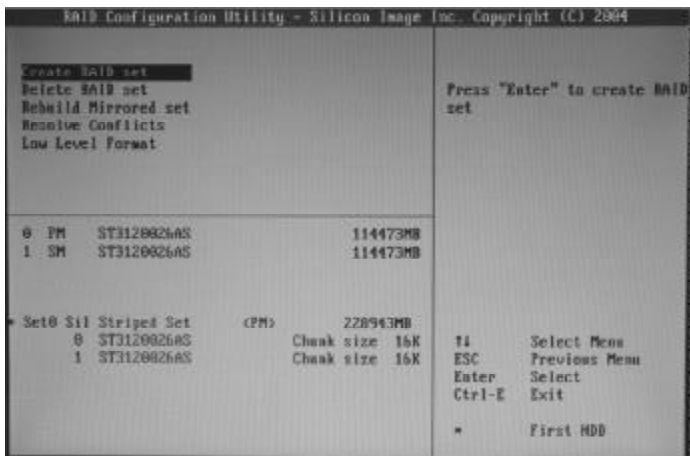 RAID Configuration Utility - Silicon Image Inc. Copyright (C) 2004
Create RAID set
Delete RAID set
Rebuild Mirrored set
Resolve Conflicts
Low Level Format
Press "Enter" to create RAID
set
0 PM ST3120026AS 114473MB
1 SM ST3120026AS 114473MB
* Set0 SiI Striped Set <PM> 228943MB
0 ST3120026AS Chunk size 16K
1 ST3120026AS Chunk size 16K
↑↓ Select Menu
ESC Previous Menu
Enter Select
Ctrl-E Exit
* First HDD